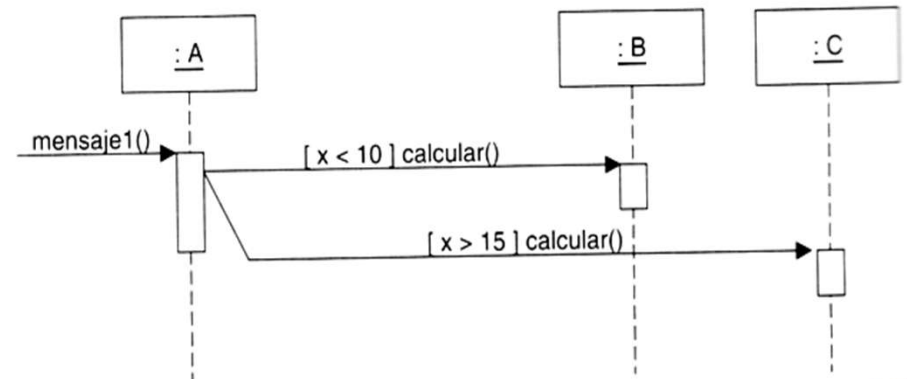 : A
: B
: C
mensaje1()
[ x < 10 ] calcular()
[ x > 15 ] calcular()